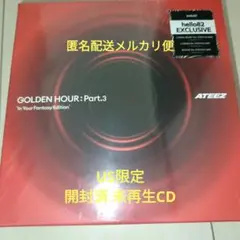 匿名配送メルカリ便
hello82
EXCLUSIVE
GOLDEN HOUR : Part.3
'In Your Fantasy Edition'
ATEEZ
US限定
開封済 未再生CD